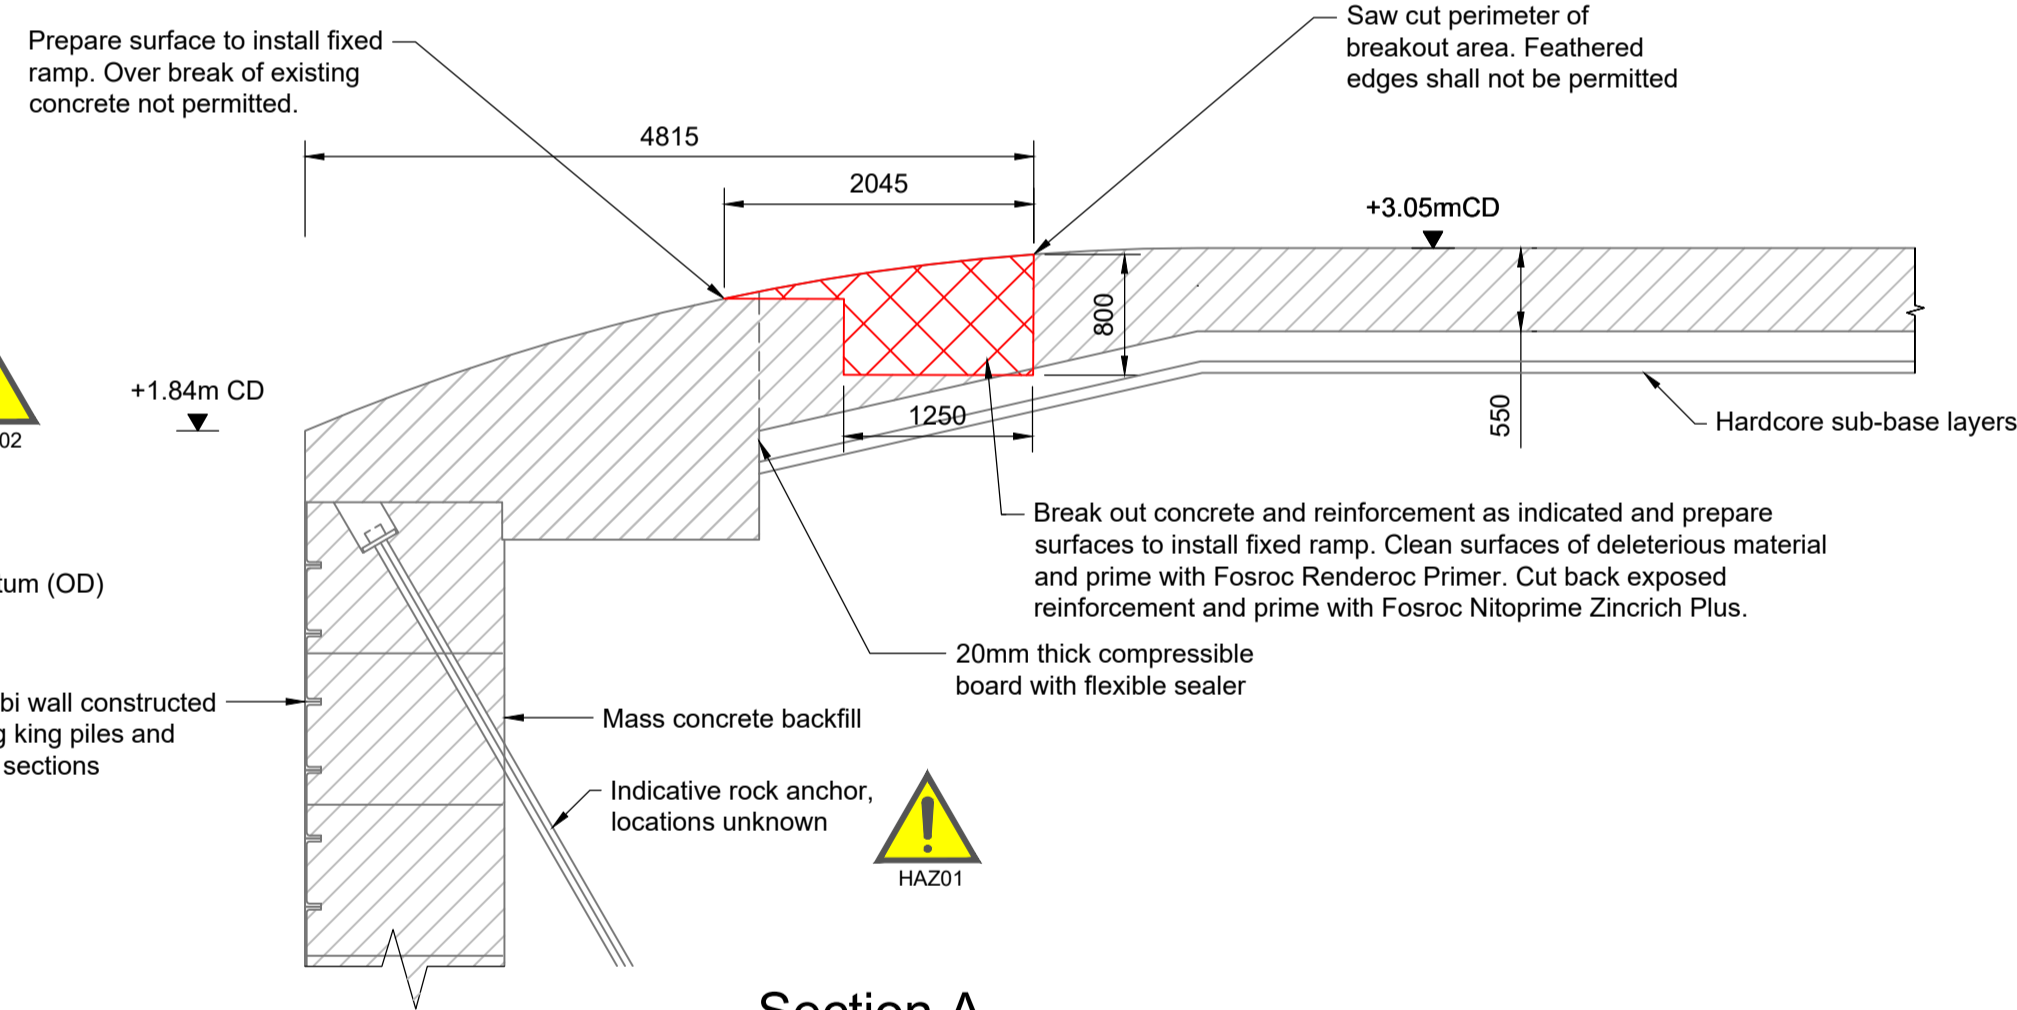 Prepare surface to install fixed
ramp. Over break of existing
concrete not permitted.
Saw cut perimeter of
breakout area. Feathered
edges shall not be permitted
4815
2045
+3.05mCD
800
550
+1.84m CD
02
1250
Hardcore sub-base layers
Break out concrete and reinforcement as indicated and prepare
surfaces to install fixed ramp. Clean surfaces of deleterious material
and prime with Fosroc Renderoc Primer. Cut back exposed
reinforcement and prime with Fosroc Nitoprime Zincrich Plus.
tum (OD)
20mm thick compressible
board with flexible sealer
bi wall constructed
g king piles and
sections
Mass concrete backfill
Indicative rock anchor,
locations unknown
HAZ01
Section A